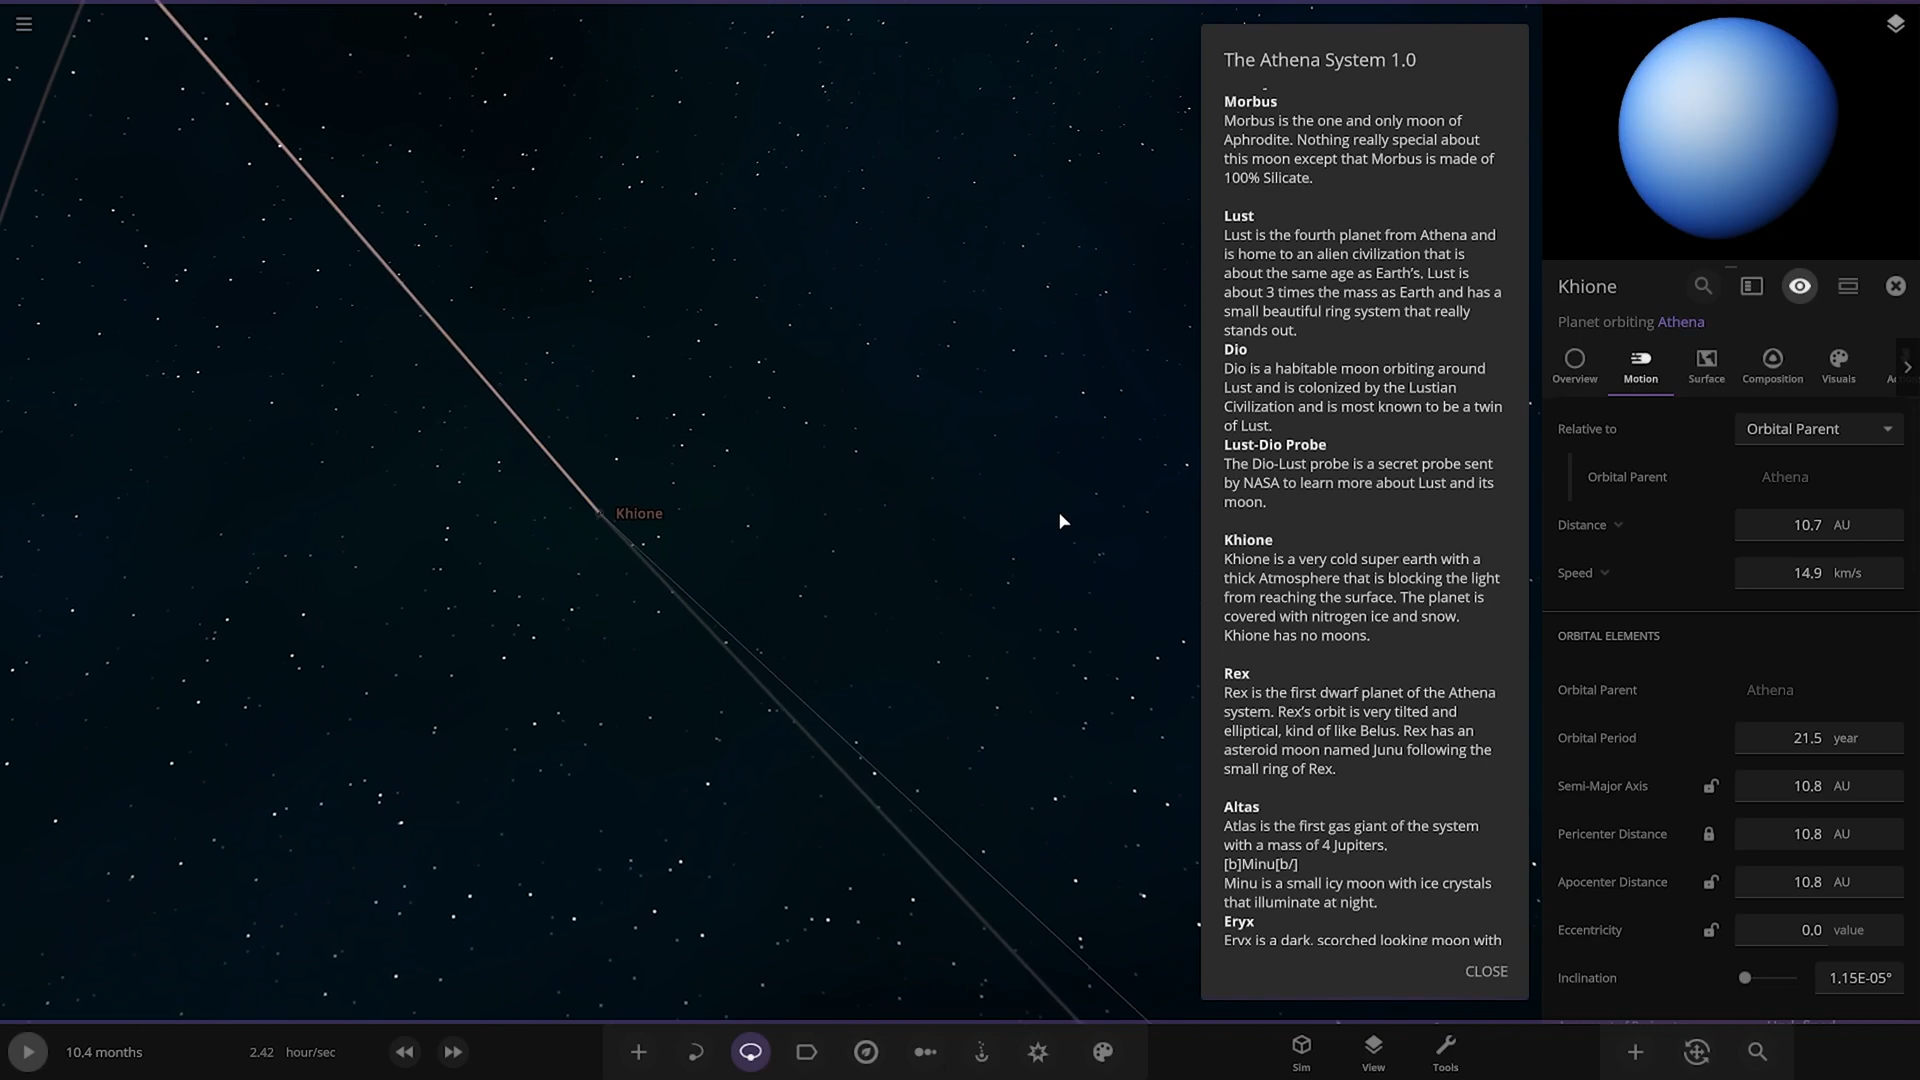 The Athena System 1.0
Morbus
Morbus is the one and only moon of
Aphrodite. Nothing really special about
this moon except that Morbus is made of
100% Silicate.
Lust
Lust is the fourth planet from Athena and
is home to an alien civilization that is
about the same age as Earth's. Lust is
about 3 times the mass as Earth and has a
small beautiful ring system that really
stands out.
Dio
Dio is a habitable moon orbiting around
Lust and is colonized by the Lustian
Civilization and is most known to be a twin
of Lust.
Lust-Dio Probe
The Dio-Lust probe is a secret probe sent
by NASA to learn more about Lust and its
moon.
Khione
Khione is a very cold super earth with a
thick Atmosphere that is blocking the light
from reaching the surface. The planet is
covered with nitrogen ice and snow.
Khione has no moons.
Rex
Rex is the first dwarf planet of the Athena
system. Rex's orbit is very tilted and
elliptical, kind of like Belus. Rex has an
asteroid moon named Junu following the
small ring of Rex.
Altas
Atlas is the first gas giant of the system
with a mass of 4 Jupiters.
[b]Minu[b/]
Minu is a small icy moon with ice crystals
that illuminate at night.
Eryx
Eryx is a dark, scorched looking moon with
CLOSE
Khione
Khione
Planet orbiting Athena
Overview Motion Surface Composition Visuals
Relative to Orbital Parent
Orbital Parent Athena
Distance 10.7 AU
Speed 14.9 km/s
ORBITAL ELEMENTS
Orbital Parent Athena
Orbital Period 21.5 year
Semi-Major Axis 10.8 AU
Pericenter Distance 10.8 AU
Apocenter Distance 10.8 AU
Eccentricity 0.0 value
Inclination 1.15E-05°
10.4 months 2.42 hour/sec
Sim View Tools